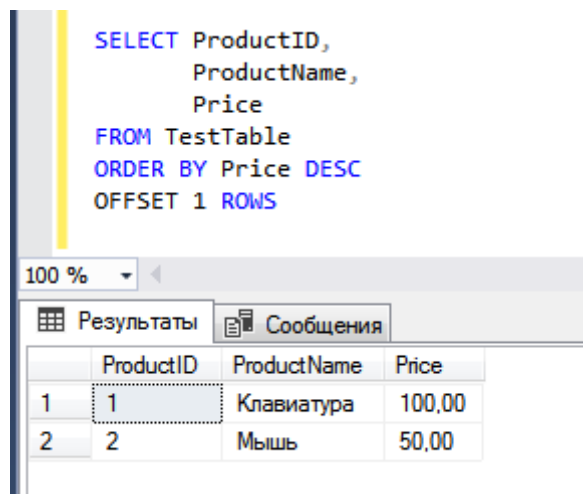 SELECT ProductID,
ProductName,
Price
FROM TestTable
ORDER BY Price DESC
OFFSET 1 ROWS
100 %
Результаты Сообщения
ProductID ProductName Price
1 1 Клавиатура 100,00
2 2 Мышь 50,00